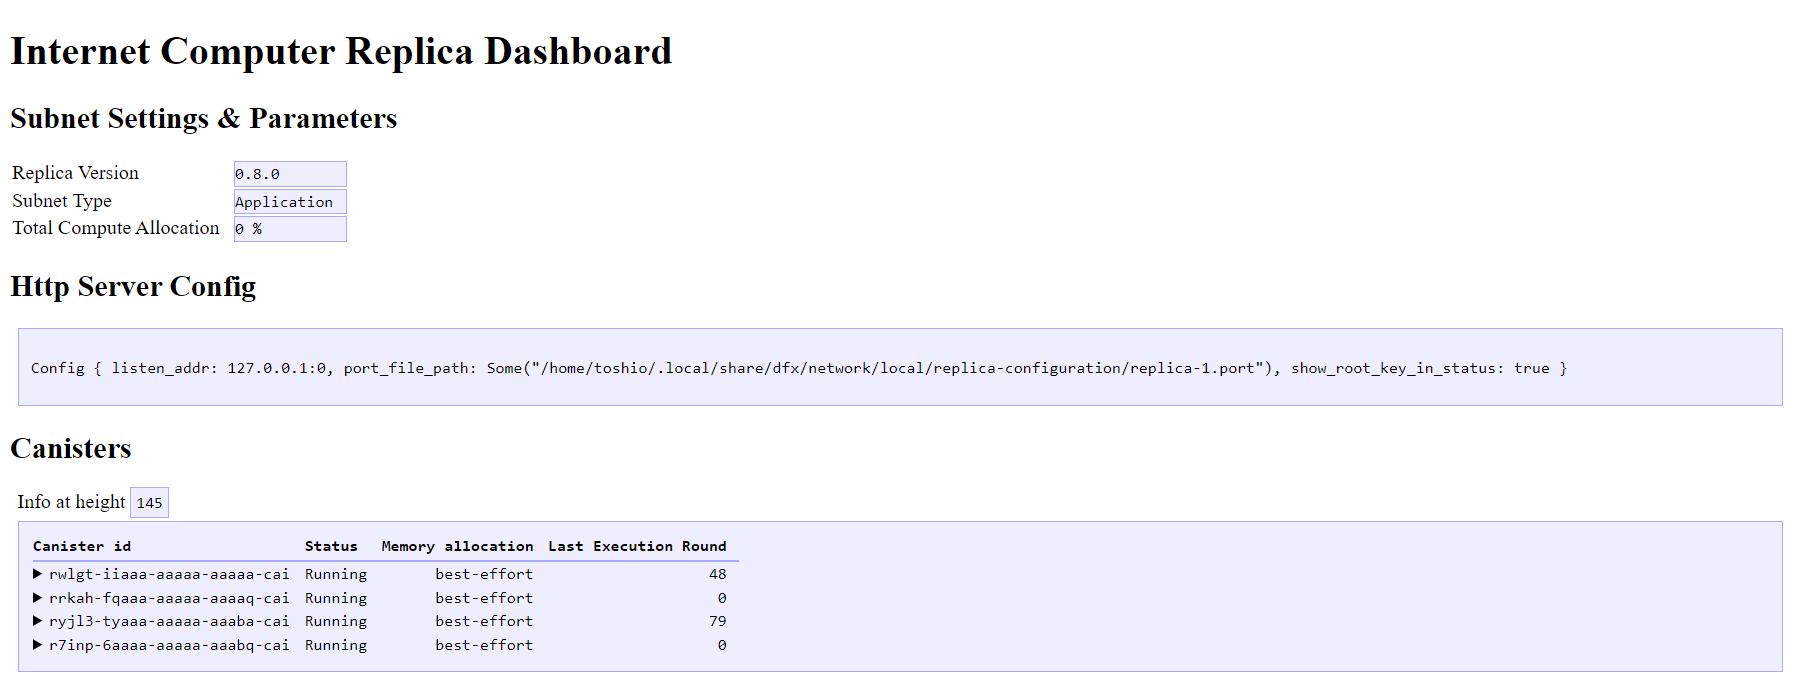 Internet Computer Replica Dashboard
Subnet Settings & Parameters
Replica Version 0.8.0
Subnet Type Application
Total Compute Allocation 0 %
Http Server Config
Config { listen_addr: 127.0.0.1:0, port_file_path: Some("/home/toshio/.local/share/dfx/network/local/replica-configuration/replica-1.port"), show_root_key_in_status: true }
Canisters
Info at height 145
Canister id Status Memory allocation Last Execution Round
▶ rwlgt-iiaaa-aaaaa-aaaaa-cai Running best-effort 48
▶ rrkah-fqaaa-aaaaa-aaaaq-cai Running best-effort 0
▶ ryjl3-tyaaa-aaaaa-aaaba-cai Running best-effort 79
▶ r7inp-6aaaa-aaaaa-aaabq-cai Running best-effort 0